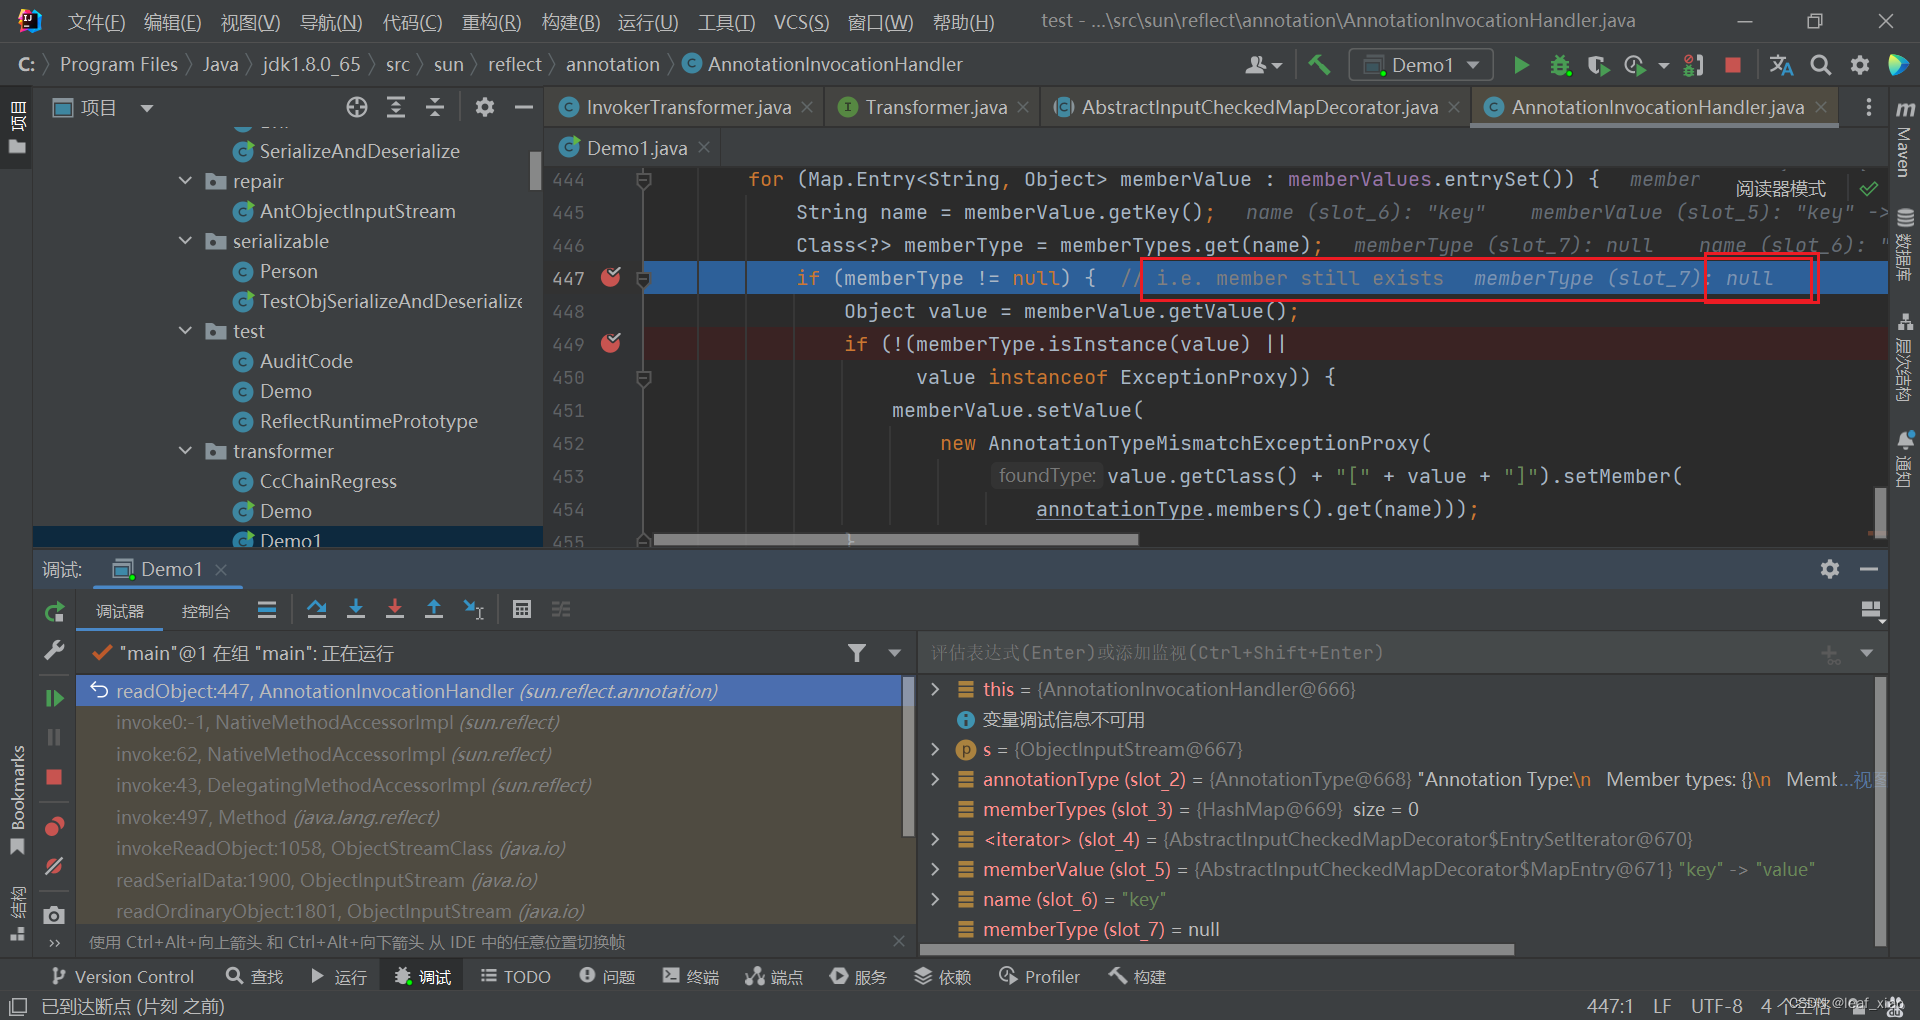 文件(F) 编辑(E) 视图(V) 导航(N) 代码(C) 重构(R) 构建(B) 运行(U) 工具(T) VCS(S) 窗口(W) 帮助(H) test - ...\src\sun\reflect\annotation\AnnotationInvocationHandler.java
C: Program Files Java jdk1.8.0_65 src sun reflect annotation AnnotationInvocationHandler Demo1
项目
InvokerTransformer.java Transformer.java AbstractInputCheckedMapDecorator.java AnnotationInvocationHandler.java
Demo1.java
项目
SerializeAndDeserialize
repair
AntObjectInputStream
serializable
Person
TestObjSerializeAndDeserialize
test
AuditCode
Demo
ReflectRuntimePrototype
transformer
CcChainRegress
Demo
Demo1
阅读器模式
444 for (Map.Entry<String, Object> memberValue : memberValues.entrySet()) { member
445 String name = memberValue.getKey(); name (slot_6): "key" memberValue (slot_5): "key" ->
446 Class<?> memberType = memberTypes.get(name); memberType (slot_7): null name (slot_6): "
447 if (memberType != null) { // i.e. member still exists memberType (slot_7): null
448 Object value = memberValue.getValue();
449 if (!(memberType.isInstance(value) ||
450 value instanceof ExceptionProxy)) {
451 memberValue.setValue(
452 new AnnotationTypeMismatchExceptionProxy(
453 foundType: value.getClass() + "[" + value + "]").setMember(
454 annotationType.members().get(name)));
455 }
Maven
数据库
层次结构
通知
Bookmarks
结构
调试: Demo1
调试器 控制台
"main"@1 在组 "main": 正在运行
readObject:447, AnnotationInvocationHandler (sun.reflect.annotation)
invoke0:-1, NativeMethodAccessorImpl (sun.reflect)
invoke:62, NativeMethodAccessorImpl (sun.reflect)
invoke:43, DelegatingMethodAccessorImpl (sun.reflect)
invoke:497, Method (java.lang.reflect)
invokeReadObject:1058, ObjectStreamClass (java.io)
readSerialData:1900, ObjectInputStream (java.io)
readOrdinaryObject:1801, ObjectInputStream (java.io)
使用 Ctrl+Alt+向上箭头 和 Ctrl+Alt+向下箭头 从 IDE 中的任意位置切换帧
评估表达式(Enter)或添加监视(Ctrl+Shift+Enter)
this = {AnnotationInvocationHandler@666}
变量调试信息不可用
s = {ObjectInputStream@667}
annotationType (slot_2) = {AnnotationType@668} "Annotation Type:\n Member types: {}\n Memb...视图
memberTypes (slot_3) = {HashMap@669} size = 0
<iterator> (slot_4) = {AbstractInputCheckedMapDecorator$EntrySetIterator@670}
memberValue (slot_5) = {AbstractInputCheckedMapDecorator$MapEntry@671} "key" -> "value"
name (slot_6) = "key"
memberType (slot_7) = null
Version Control 查找 运行 调试 TODO 问题 终端 端点 服务 依赖 Profiler 构建
已到达断点 (片刻 之前) 447:1 LF UTF-8 4 个空格